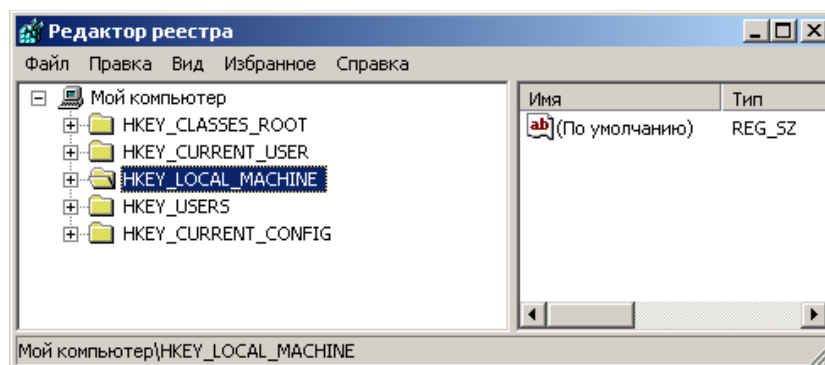 Редактор реестра
Файл Правка Вид Избранное Справка
Мой компьютер
HKEY_CLASSES_ROOT
HKEY_CURRENT_USER
HKEY_LOCAL_MACHINE
HKEY_USERS
HKEY_CURRENT_CONFIG
Имя Тип
ab (По умолчанию) REG_SZ
Мой компьютер\HKEY_LOCAL_MACHINE